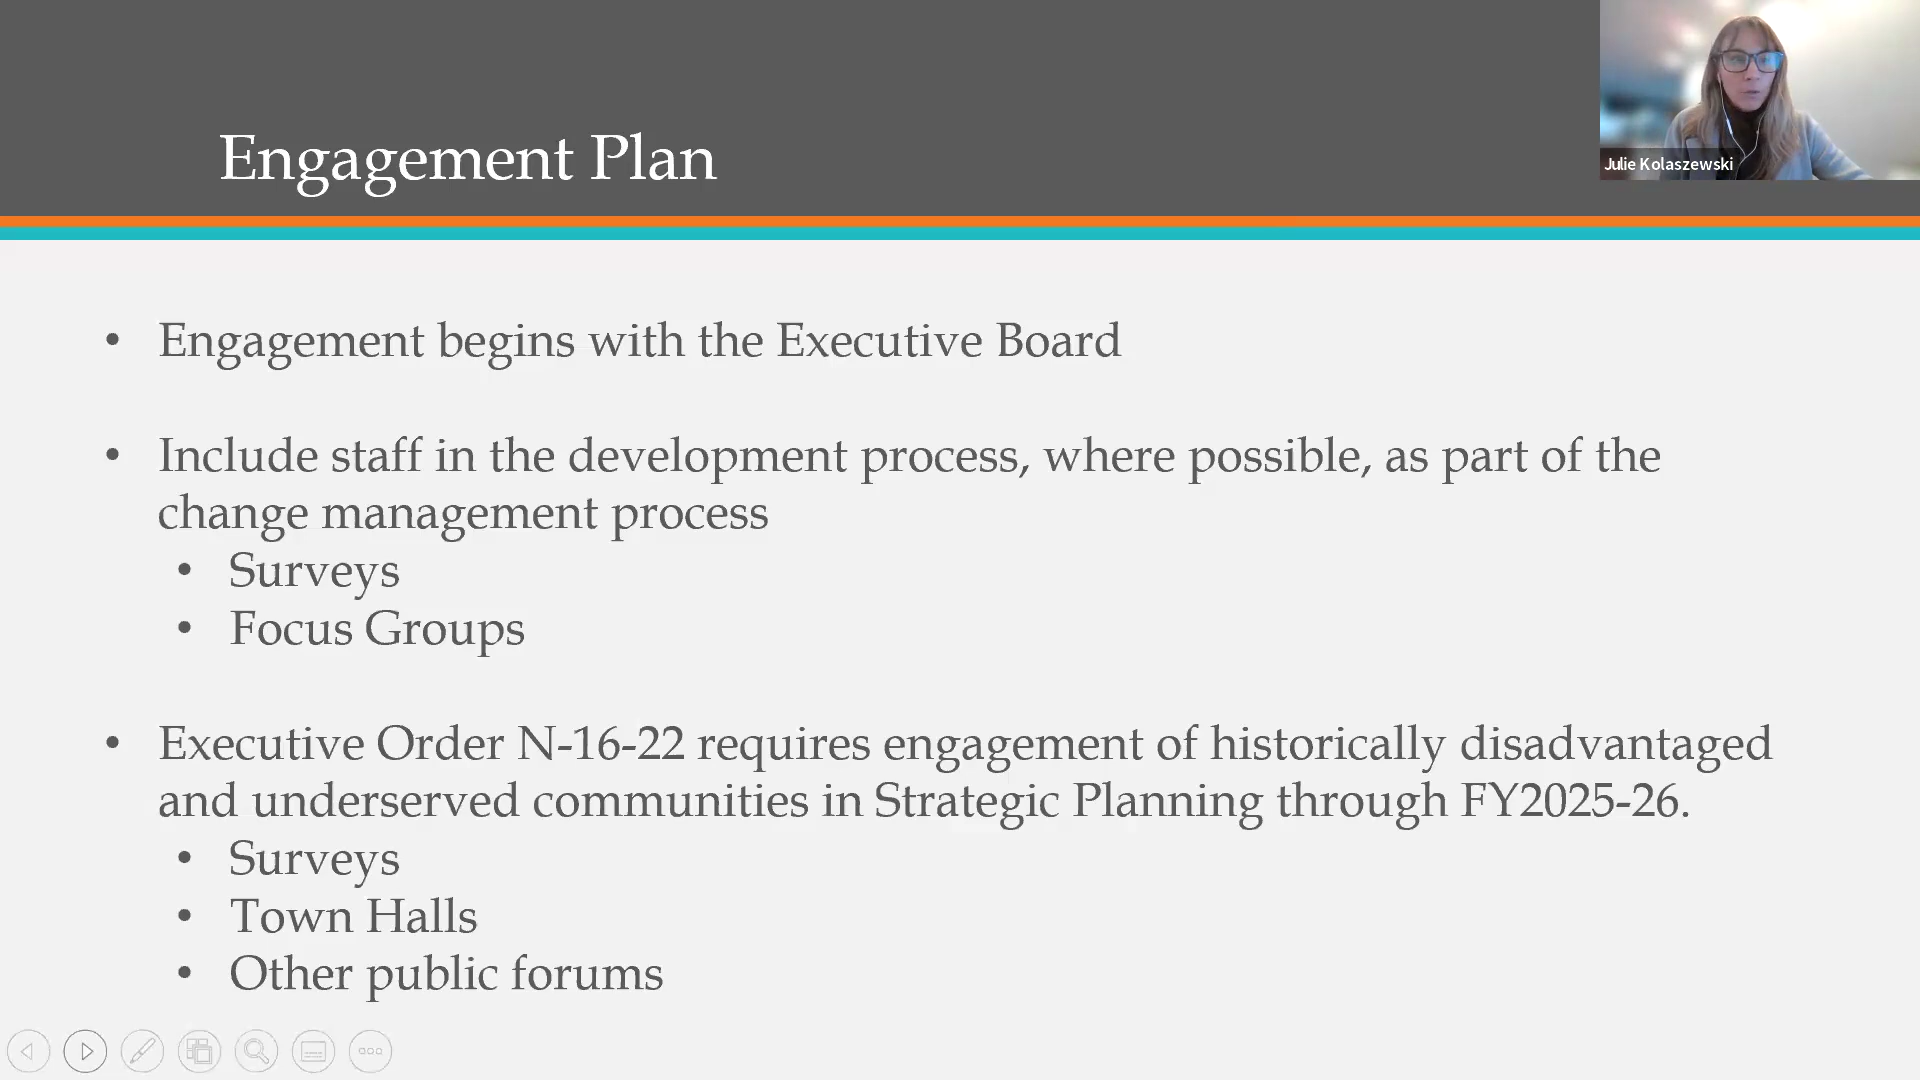 Engagement Plan
Julie Kolaszewski
• Engagement begins with the Executive Board
• Include staff in the development process, where possible, as part of the
change management process
• Surveys
• Focus Groups
• Executive Order N-16-22 requires engagement of historically disadvantaged
and underserved communities in Strategic Planning through FY2025-26.
• Surveys
• Town Halls
• Other public forums